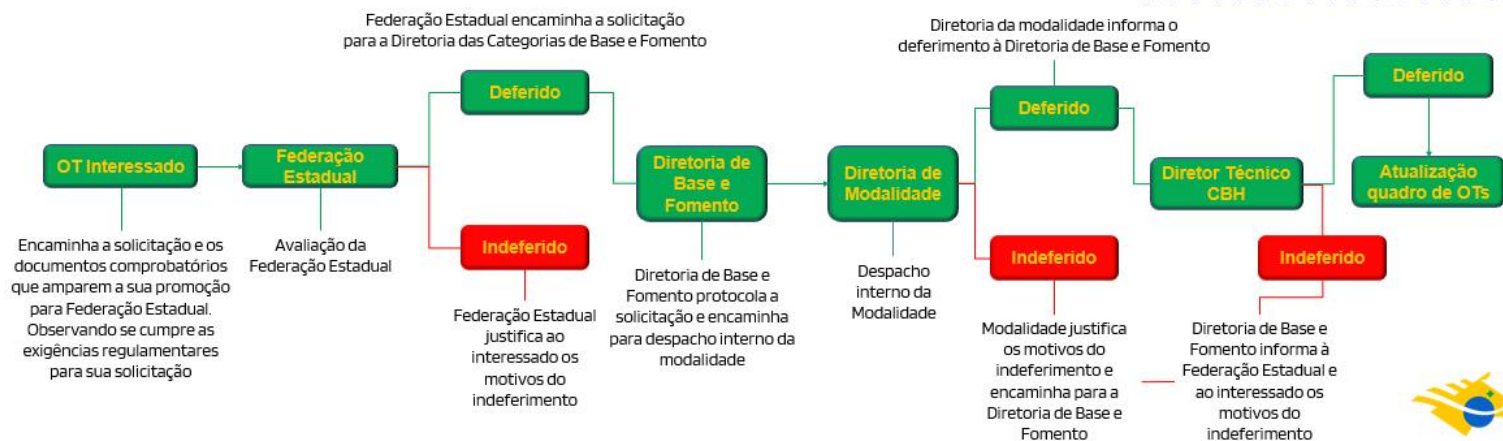 Federação Estadual encaminha a solicitação
para a Diretoria das Categorias de Base e Fomento
Diretoria da modalidade informa o
deferimento à Diretoria de Base e Fomento
Deferido
Deferido
Deferido
OT Interessado
Federação
Estadual
Diretoria de
Base e
Fomento
Diretoria de
Modalidade
Diretor Técnico
CBH
Atualização
quadro de OTs
Encaminha a solicitação e os
documentos comprobatórios
que amparem a sua promoção
para Federação Estadual.
Observando se cumpre as
exigências regulamentares
para sua solicitação
Avaliação da
Federação Estadual
Indeferido
Federação Estadual
justifica ao
interessado os
motivos do
indeferimento
Diretoria de Base e
Fomento protocola a
solicitação e encaminha
para despacho interno da
modalidade
Despacho
interno da
Modalidade
Indeferido
Modalidade justifica
os motivos do
indeferimento e
encaminha para a
Diretoria de Base e
Fomento
Indeferido
Diretoria de Base e
Fomento informa à
Federação Estadual e
ao interessado os
motivos do
indeferimento